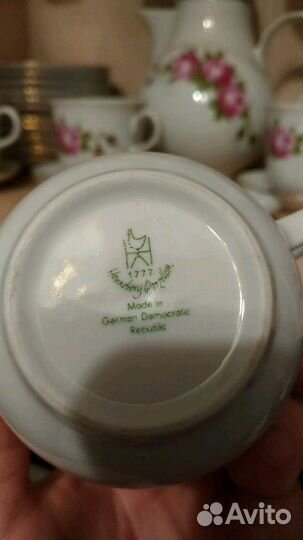 1777
Henneberg Porzellan
Made in
German Democratic
Republic
Avito